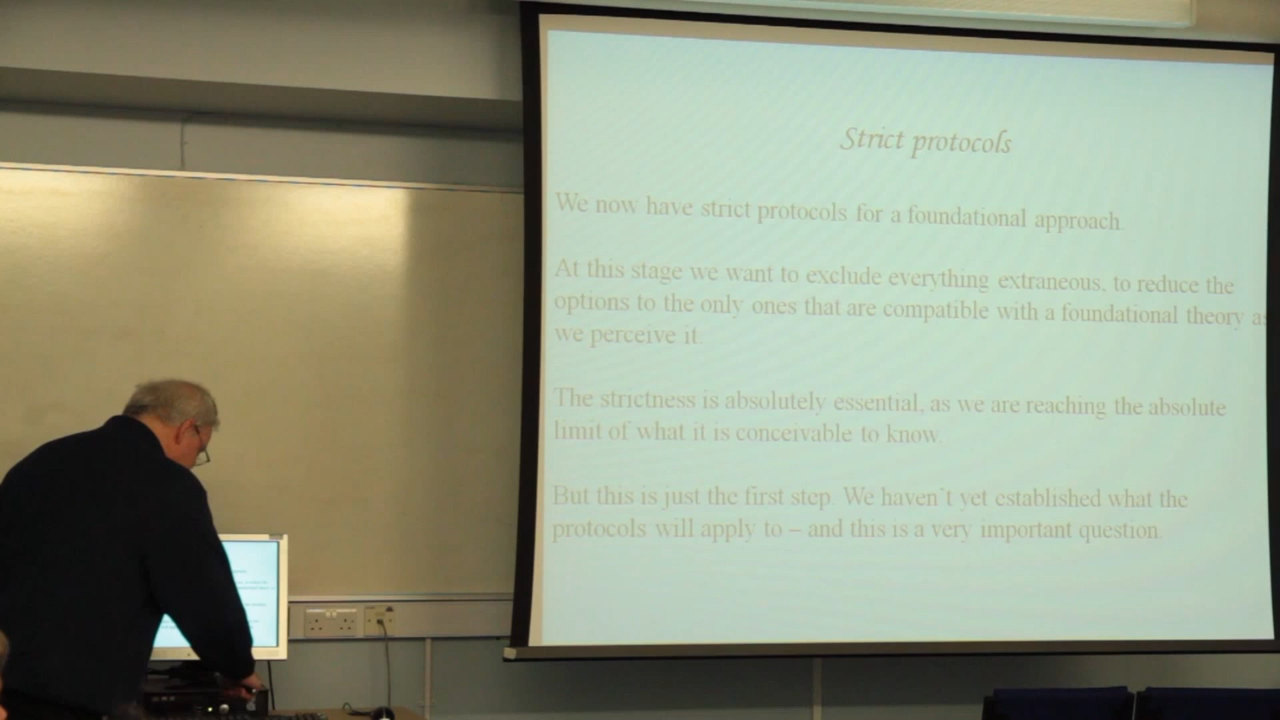 Strict protocols
We now have strict protocols for a foundational approach.
At this stage we want to exclude everything extraneous, to reduce the
options to the only ones that are compatible with a foundational theory as
we perceive it.
The strictness is absolutely essential, as we are reaching the absolute
limit of what it is conceivable to know.
But this is just the first step. We haven't yet established what the
protocols will apply to – and this is a very important question.